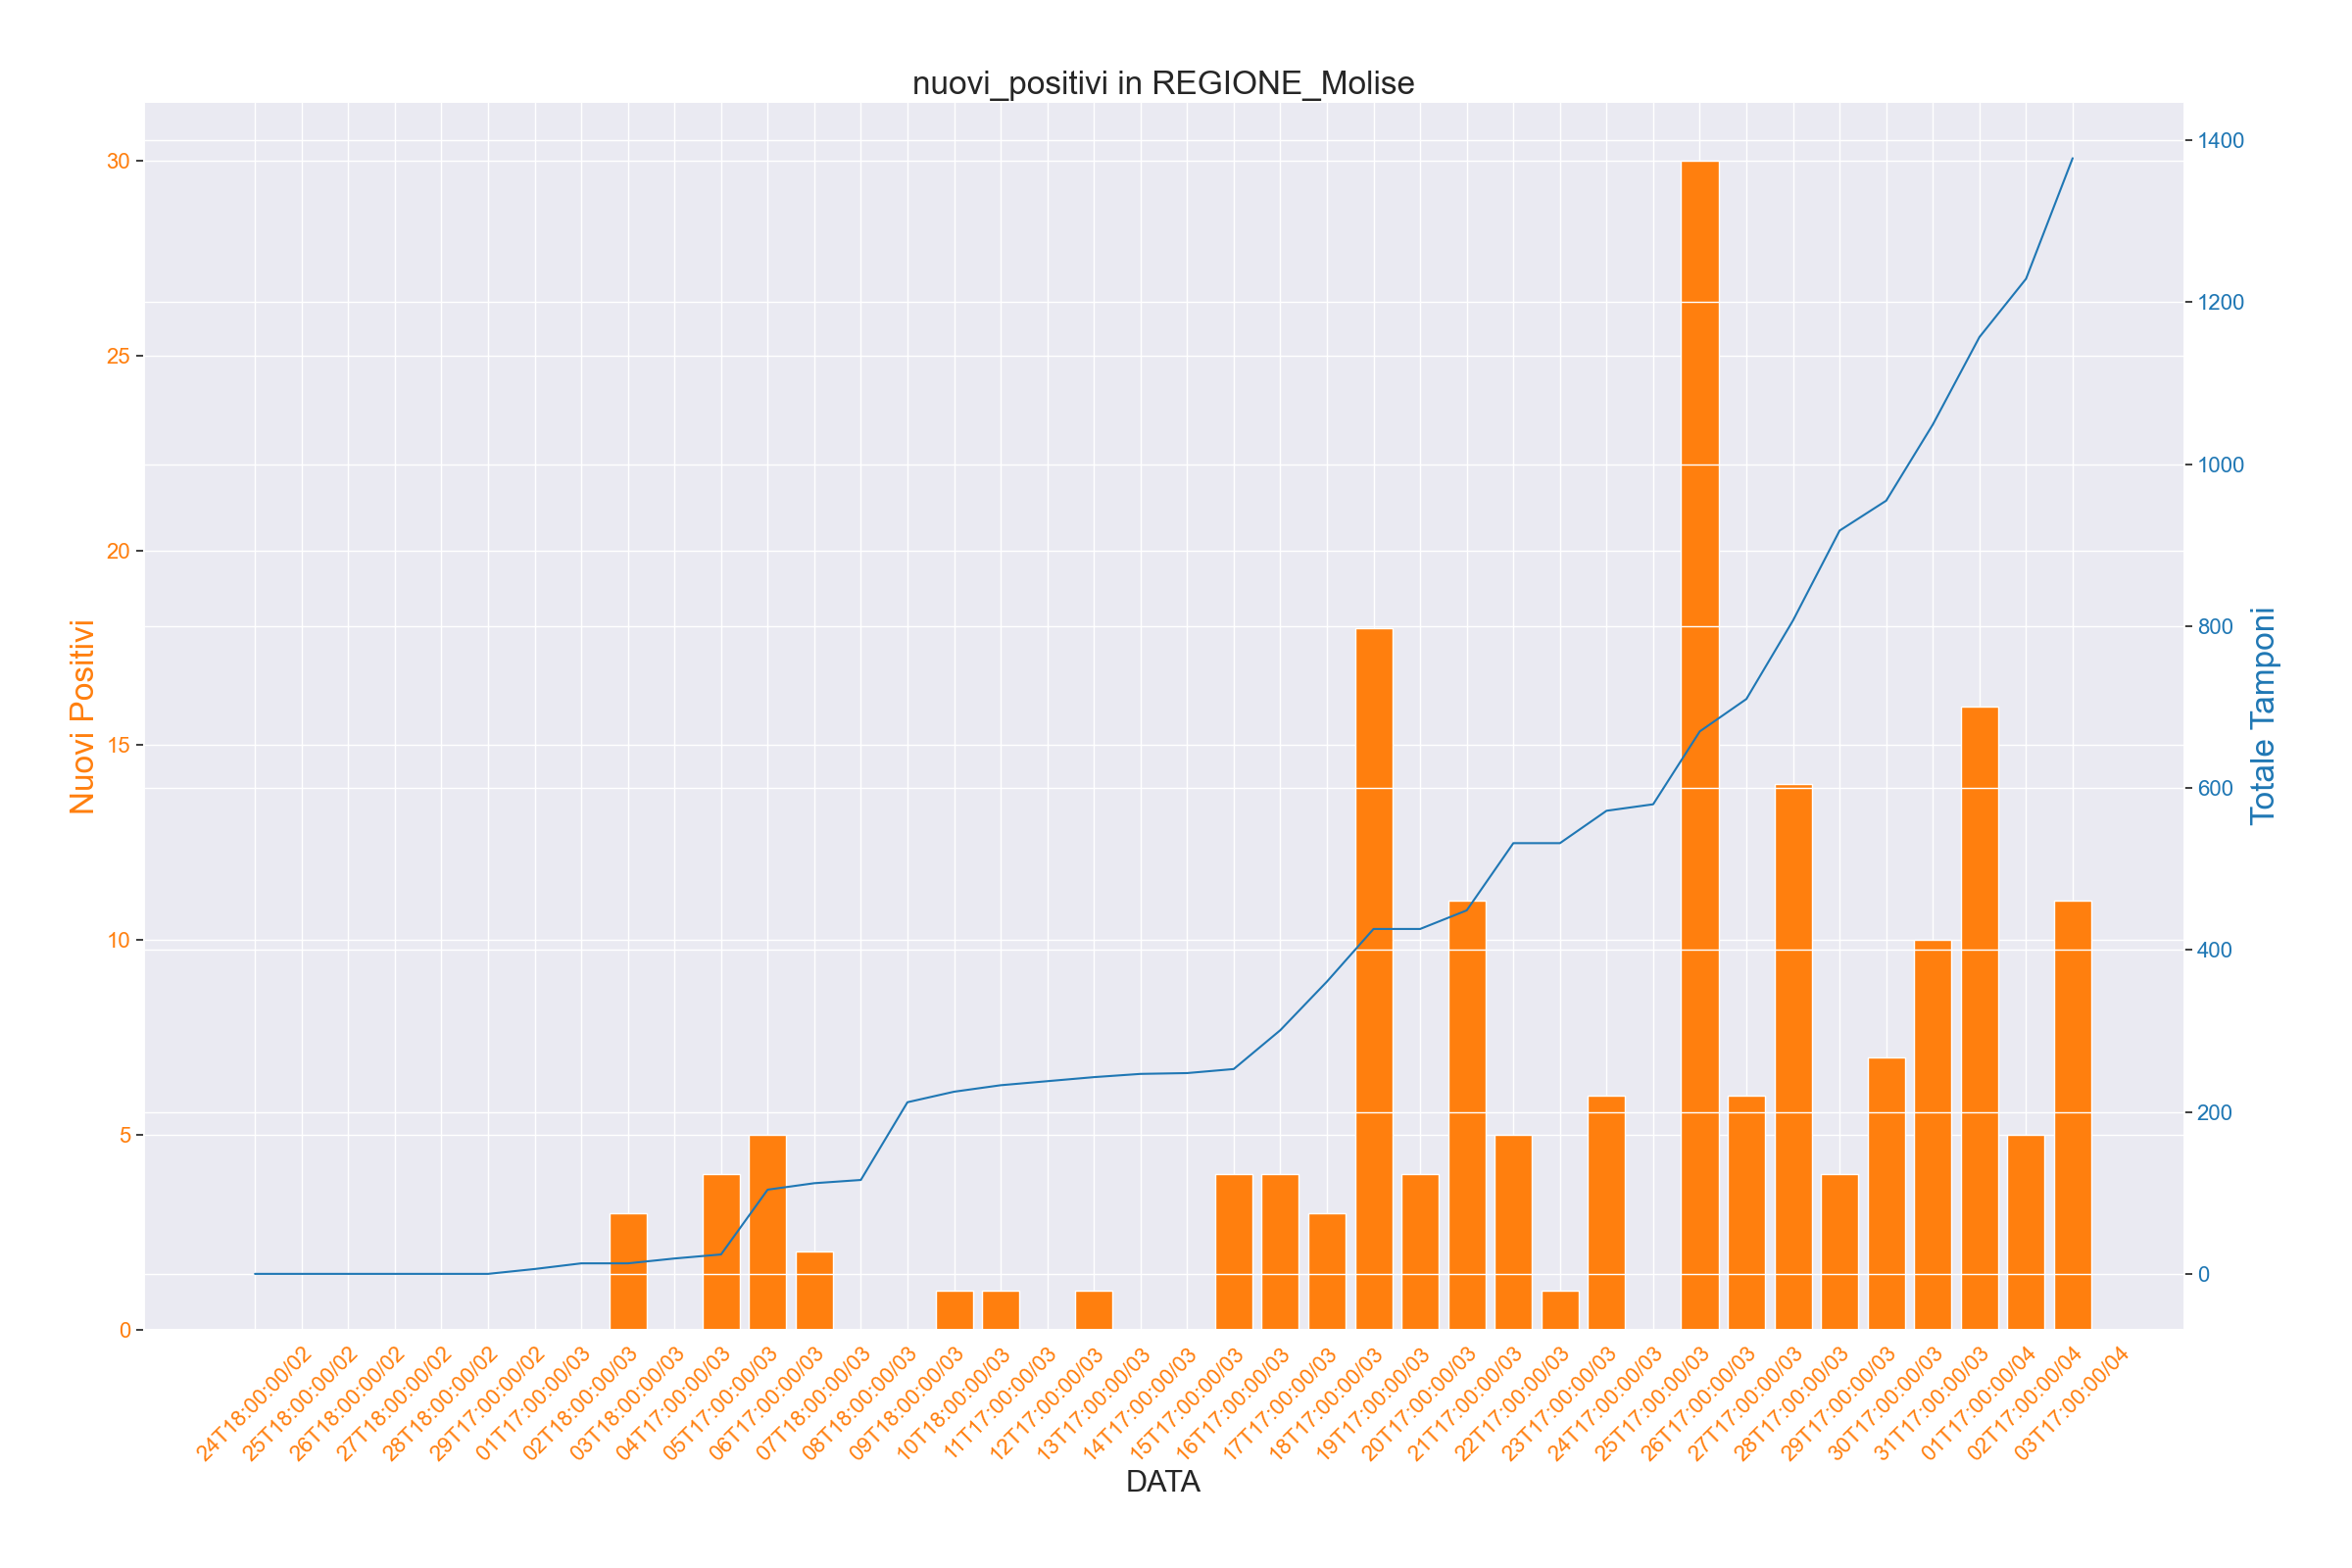 nuovi_positivi in REGIONE_Molise
30
25
20
15
10
5
0
Nuovi Positivi
1400
1200
1000
800
600
400
200
0
Totale Tamponi
24T18:00:00/02
25T18:00:00/02
26T18:00:00/02
27T18:00:00/02
28T18:00:00/02
29T17:00:00/02
01T17:00:00/03
02T18:00:00/03
03T18:00:00/03
04T17:00:00/03
05T17:00:00/03
06T17:00:00/03
07T18:00:00/03
08T18:00:00/03
09T18:00:00/03
10T18:00:00/03
11T17:00:00/03
12T17:00:00/03
13T17:00:00/03
14T17:00:00/03
15T17:00:00/03
16T17:00:00/03
17T17:00:00/03
18T17:00:00/03
19T17:00:00/03
20T17:00:00/03
21T17:00:00/03
22T17:00:00/03
23T17:00:00/03
24T17:00:00/03
25T17:00:00/03
26T17:00:00/03
27T17:00:00/03
28T17:00:00/03
29T17:00:00/03
30T17:00:00/03
31T17:00:00/03
01T17:00:00/04
02T17:00:00/04
03T17:00:00/04
DATA